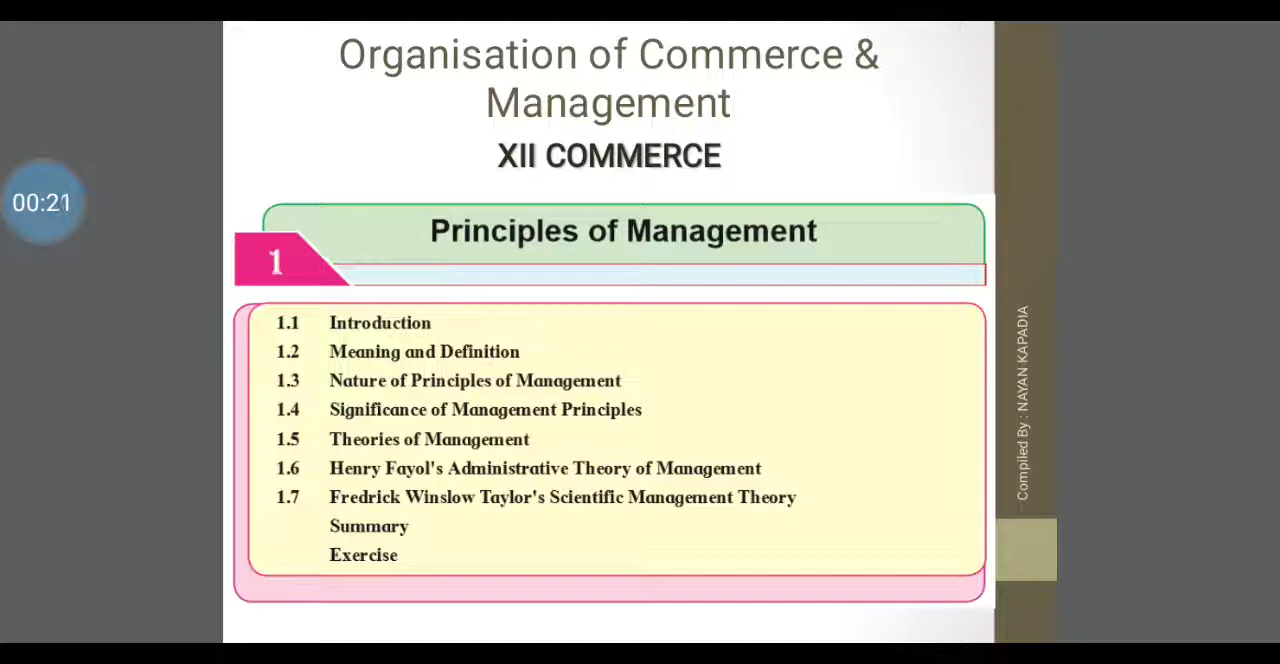 Organisation of Commerce &
Management
XII COMMERCE
00:21
Principles of Management
1
1.1 Introduction
1.2 Meaning and Definition
1.3 Nature of Principles of Management
1.4 Significance of Management Principles
1.5 Theories of Management
1.6 Henry Fayol's Administrative Theory of Management
1.7 Fredrick Winslow Taylor's Scientific Management Theory
Summary
Exercise
Compiled By : NAYAN KAPADIA